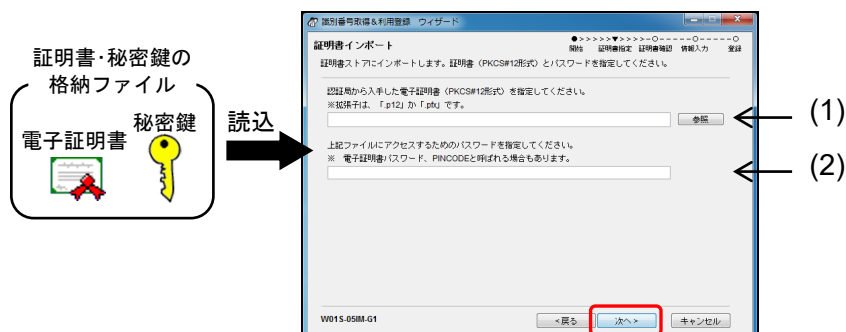 証明書･秘密鍵の
格納ファイル
電子証明書
秘密鍵
読込
識別番号取得＆利用登録　ウィザード
証明書インポート
●>>>>>▼>>>>-○-----○-----○
開始　証明書指定　証明書確認　情報入力　登録
証明書ストアにインポートします。証明書（PKCS#12形式）とパスワードを指定してください。
認証局から入手した電子証明書（PKCS#12形式）を指定してください。
※拡張子は、「.p12」か「.pfx」です。
参照
(1)
上記ファイルにアクセスするためのパスワードを指定してください。
※　電子証明書パスワード、PINCODEと呼ばれる場合もあります。
(2)
W01S-05IM-G1
<戻る
次へ>
キャンセル